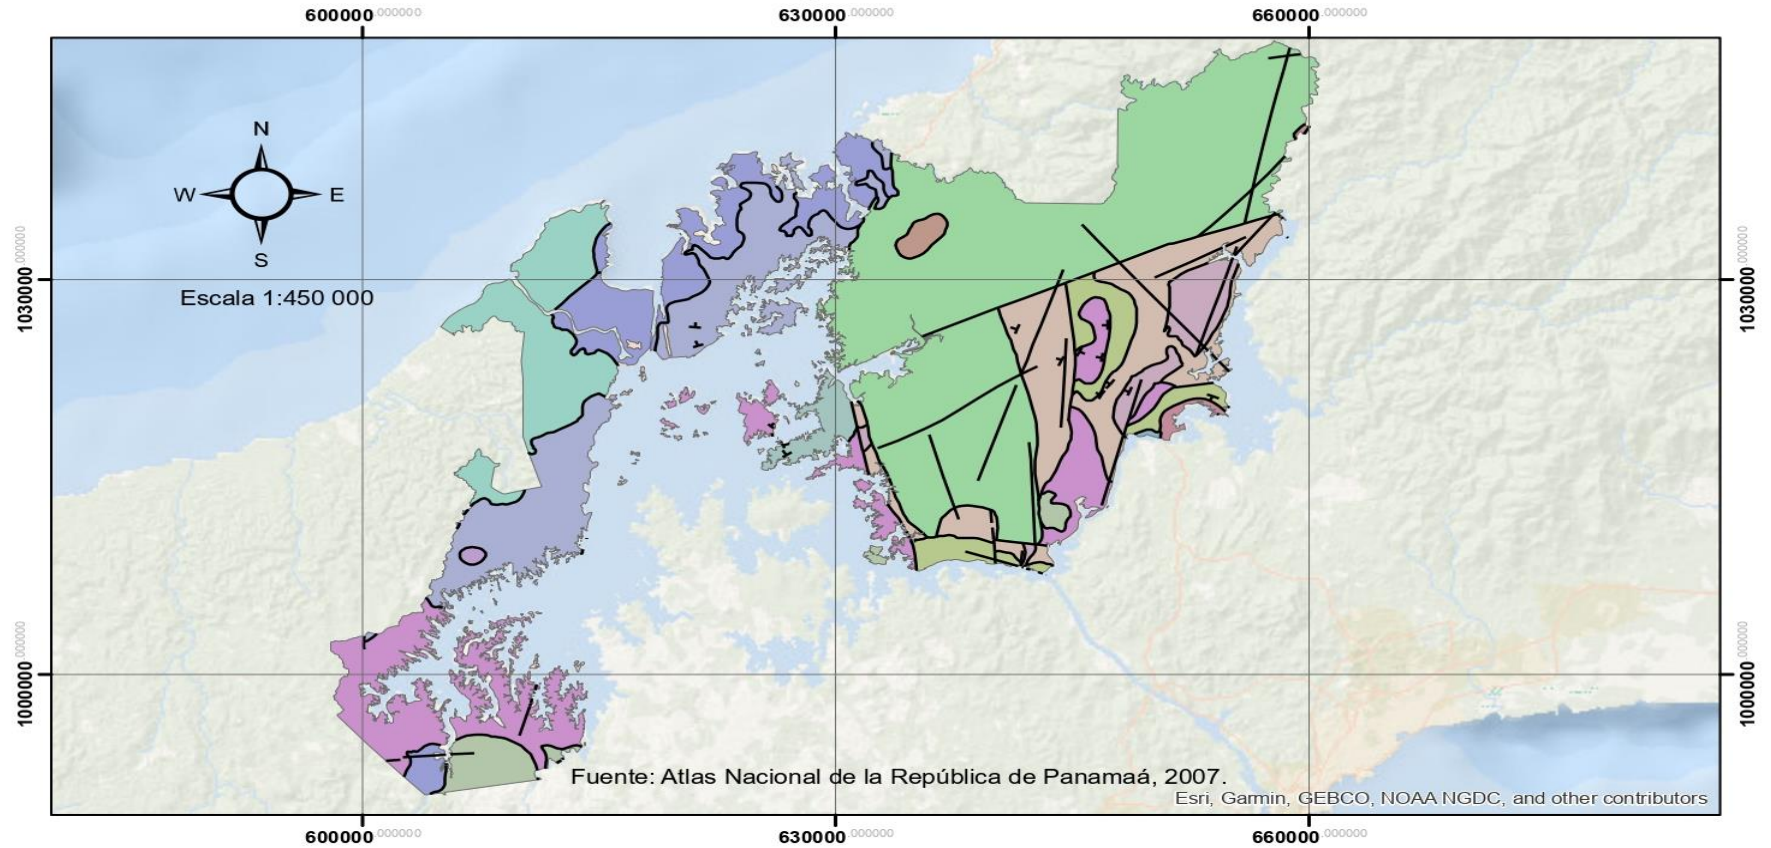 600000.000000 630000.000000 660000.000000
N
W E
S
Escala 1:450 000
1030000.000000 1030000.000000
1000000.000000 1000000.000000
Fuente: Atlas Nacional de la República de Panamaá, 2007.
Esri, Garmin, GEBCO, NOAA NGDC, and other contributors
600000.000000 630000.000000 660000.000000